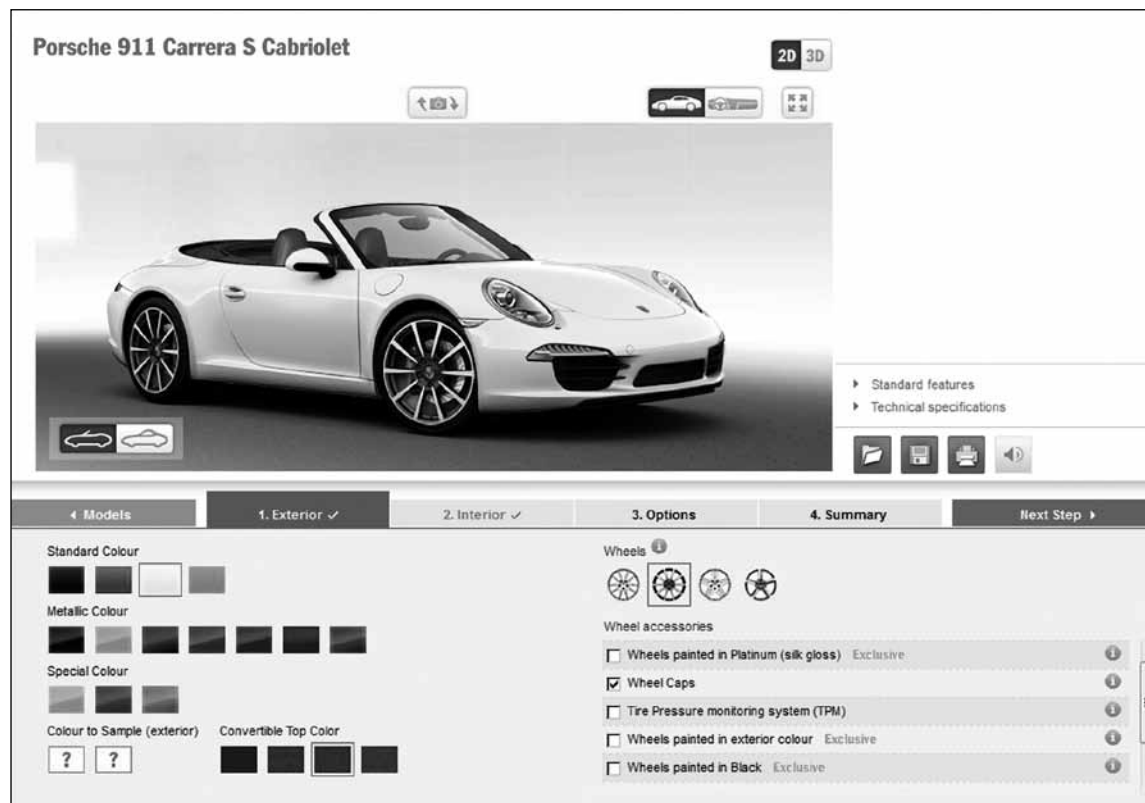 Porsche 911 Carrera S Cabriolet
2D 3D
Standard features
Technical specifications
Models
1. Exterior
2. Interior
3. Options
4. Summary
Next Step
Standard Colour
Metallic Colour
Special Colour
Colour to Sample (exterior)
Convertible Top Color
? ?
Wheels
Wheel accessories
Wheels painted in Platinum (silk gloss) Exclusive
Wheel Caps
Tire Pressure monitoring system (TPM)
Wheels painted in exterior colour Exclusive
Wheels painted in Black Exclusive